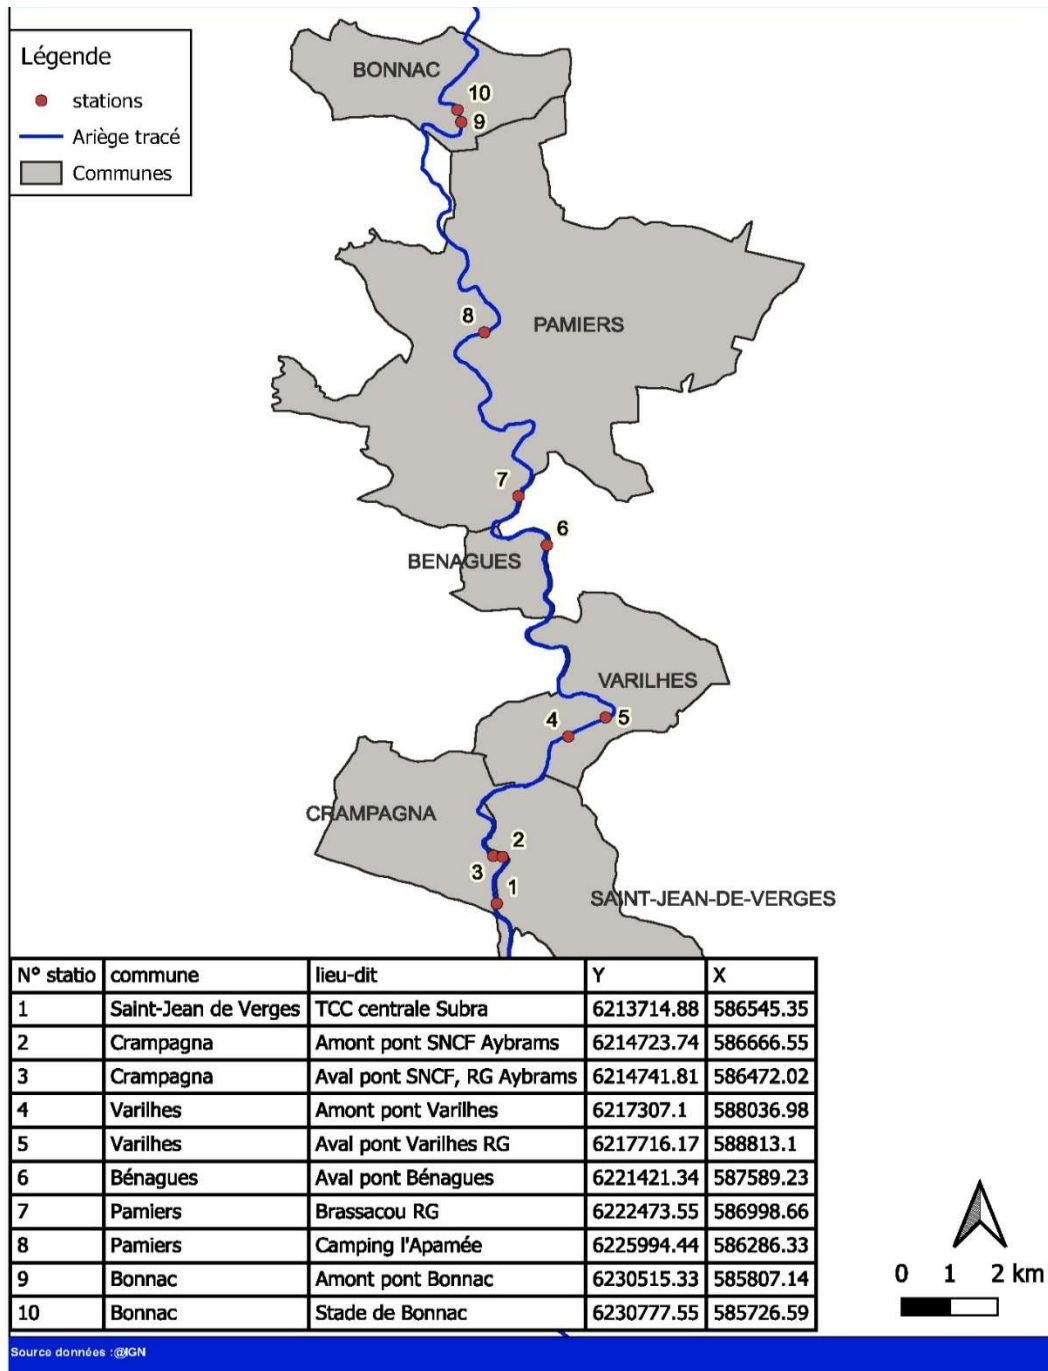 Légende
stations
Ariège tracé
Communes
BONNAC
10
9
8
PAMIERS
7
6
BENAGUES
VARILHES
4
5
CRAMPAGNA
2
3
1
SAINT-JEAN-DE-VERGES
N° statio commune lieu-dit Y X
1 Saint-Jean de Verges TCC centrale Subra 6213714.88 586545.35
2 Crampagna Amont pont SNCF Aybrams 6214723.74 586666.55
3 Crampagna Aval pont SNCF, RG Aybrams 6214741.81 586472.02
4 Varilhes Amont pont Varilhes 6217307.1 588036.98
5 Varilhes Aval pont Varilhes RG 6217716.17 588813.1
6 Bénagues Aval pont Bénagues 6221421.34 587589.23
7 Pamiers Brassacou RG 6222473.55 586998.66
8 Pamiers Camping l'Apamée 6225994.44 586286.33
9 Bonnac Amont pont Bonnac 6230515.33 585807.14
10 Bonnac Stade de Bonnac 6230777.55 585726.59
0 1 2 km
Source données :@IGN